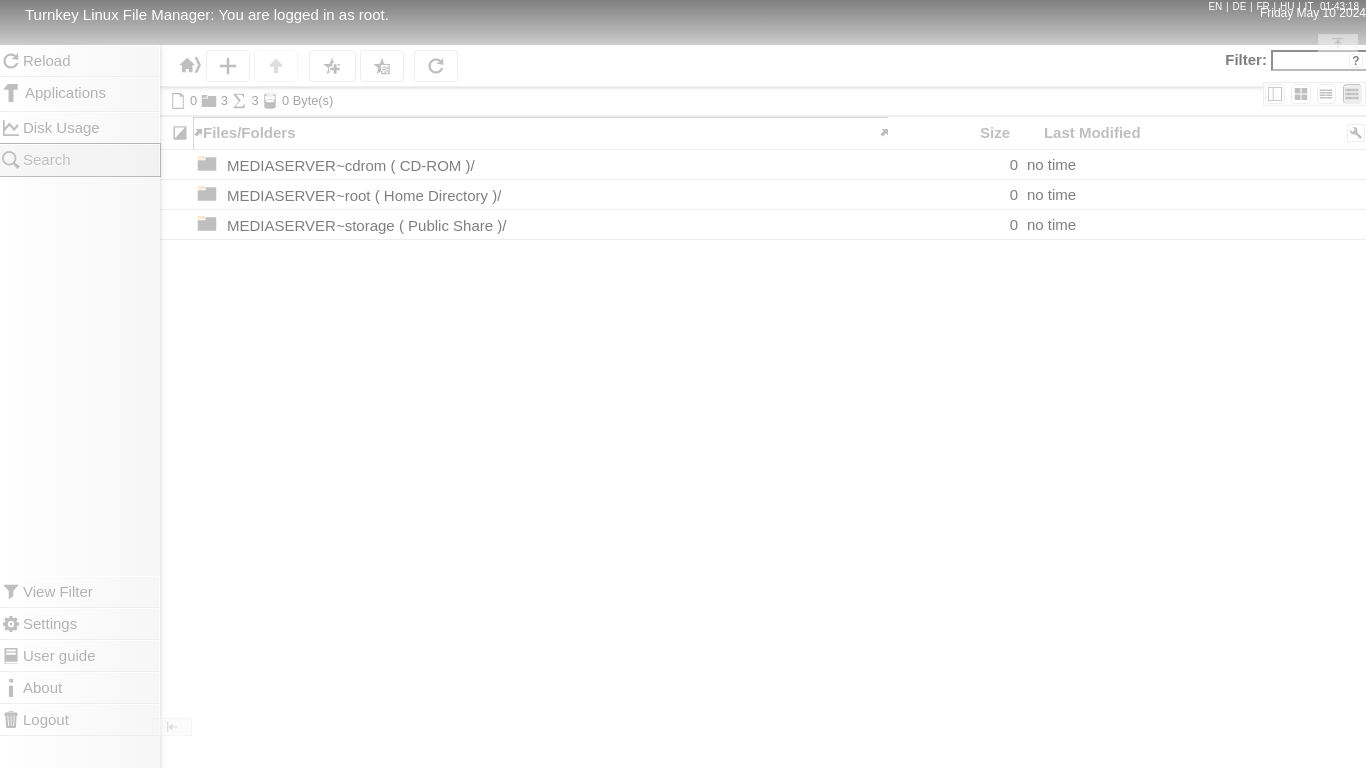 Turnkey Linux File Manager: You are logged in as root.
EN | DE | FR | HU | IT 01:43:18
Friday May 10 2024
Reload
Applications
Disk Usage
Search
View Filter
Settings
User guide
About
Logout
Filter: ?
0 3 3 0 Byte(s)
Files/Folders Size Last Modified
MEDIASERVER~cdrom ( CD-ROM )/ 0 no time
MEDIASERVER~root ( Home Directory )/ 0 no time
MEDIASERVER~storage ( Public Share )/ 0 no time